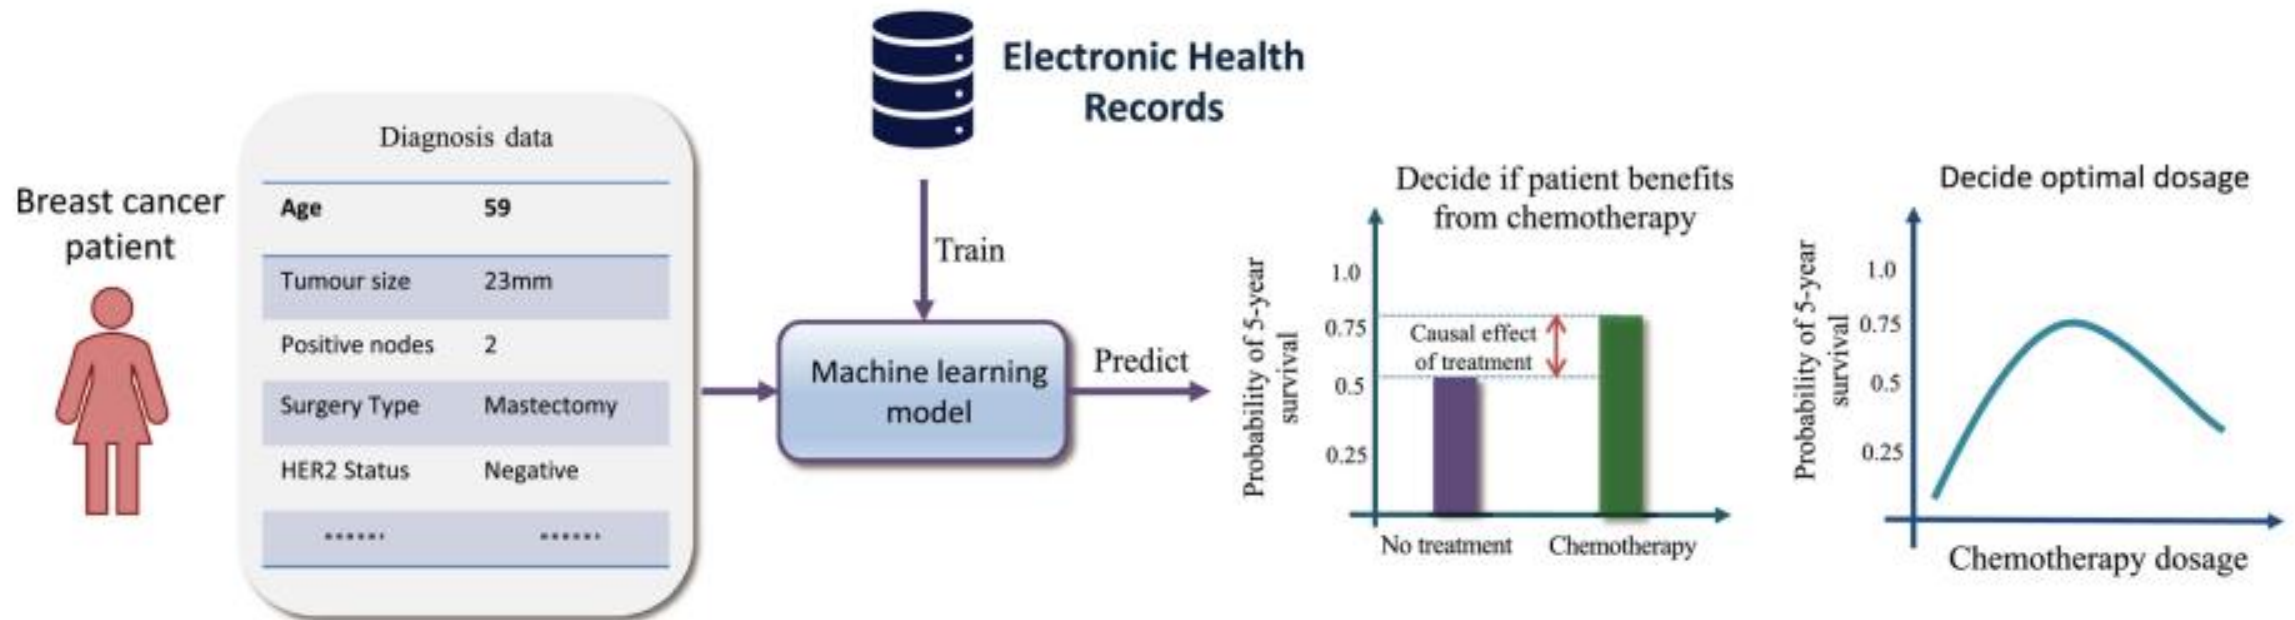 Breast cancer
patient
Diagnosis data
Age 59
Tumour size 23mm
Positive nodes 2
Surgery Type Mastectomy
HER2 Status Negative
...... ......
Electronic Health
Records
Train
Machine learning
model
Predict
Decide if patient benefits
from chemotherapy
Probability of 5-year
survival
1.0
0.75
0.5
0.25
Causal effect
of treatment
No treatment Chemotherapy
Decide optimal dosage
Probability of 5-year
survival
1.0
0.75
0.5
0.25
Chemotherapy dosage